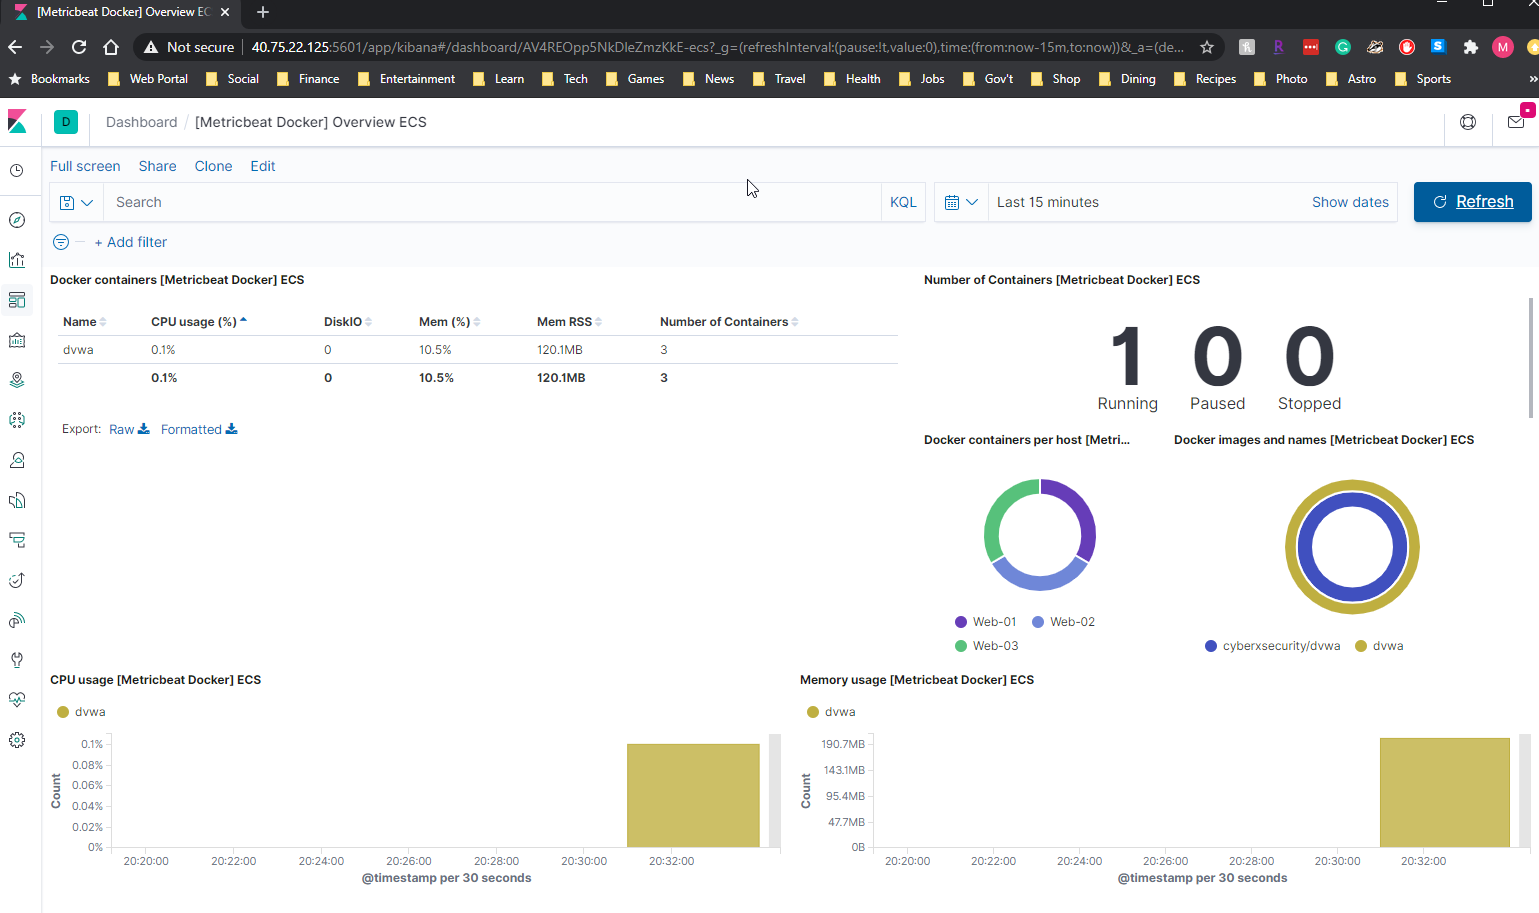 [Metricbeat Docker] Overview EC
Not secure 40.75.22.125:5601/app/kibana#/dashboard/AV4REOpp5NkDleZmzKkE-ecs?_g=(refreshInterval:(pause:!t,value:0),time:(from:now-15m,to:now))&_a=(de...
Bookmarks Web Portal Social Finance Entertainment Learn Tech Games News Travel Health Jobs Gov't Shop Dining Recipes Photo Astro Sports
D Dashboard / [Metricbeat Docker] Overview ECS
Full screen Share Clone Edit
Search KQL Last 15 minutes Show dates Refresh
+ Add filter
Docker containers [Metricbeat Docker] ECS
Name CPU usage (%) DiskIO Mem (%) Mem RSS Number of Containers
dvwa 0.1% 0 10.5% 120.1MB 3
0.1% 0 10.5% 120.1MB 3
Export: Raw Formatted
Number of Containers [Metricbeat Docker] ECS
1 0 0
Running Paused Stopped
Docker containers per host [Metri...
Web-01 Web-02
Web-03
Docker images and names [Metricbeat Docker] ECS
cyberxsecurity/dvwa dvwa
CPU usage [Metricbeat Docker] ECS
dvwa
Count
0.1%
0.08%
0.06%
0.04%
0.02%
0%
20:20:00 20:22:00 20:24:00 20:26:00 20:28:00 20:30:00 20:32:00
@timestamp per 30 seconds
Memory usage [Metricbeat Docker] ECS
dvwa
Count
190.7MB
143.1MB
95.4MB
47.7MB
0B
20:20:00 20:22:00 20:24:00 20:26:00 20:28:00 20:30:00 20:32:00
@timestamp per 30 seconds